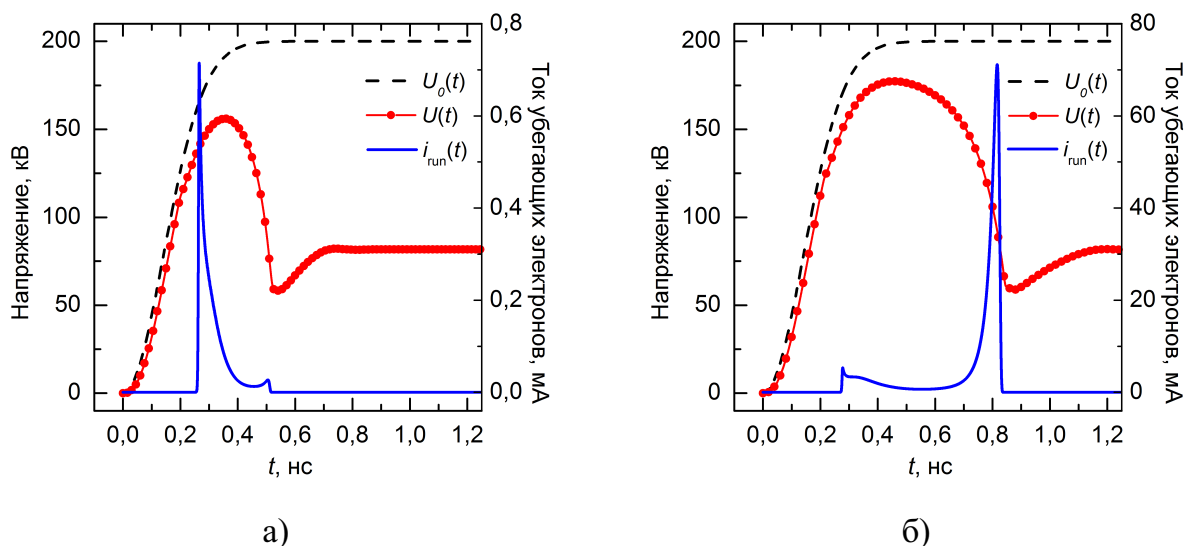 200
150
100
50
0
Напряжение, кВ
0,8
0,6
0,4
0,2
0,0
Ток убегающих электронов, мА
U0(t)
U(t)
irun(t)
0,0 0,2 0,4 0,6 0,8 1,0 1,2
t, нс
а)
200
150
100
50
0
Напряжение, кВ
80
60
40
20
0
Ток убегающих электронов, мА
U0(t)
U(t)
irun(t)
0,0 0,2 0,4 0,6 0,8 1,0 1,2
t, нс
б)